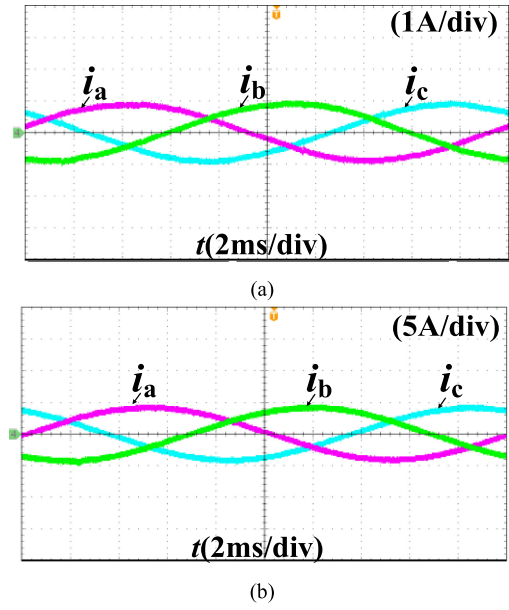 T
(1A/div)
ia
ib
ic
t(2ms/div)
(a)
T
(5A/div)
ia
ib
ic
t(2ms/div)
(b)